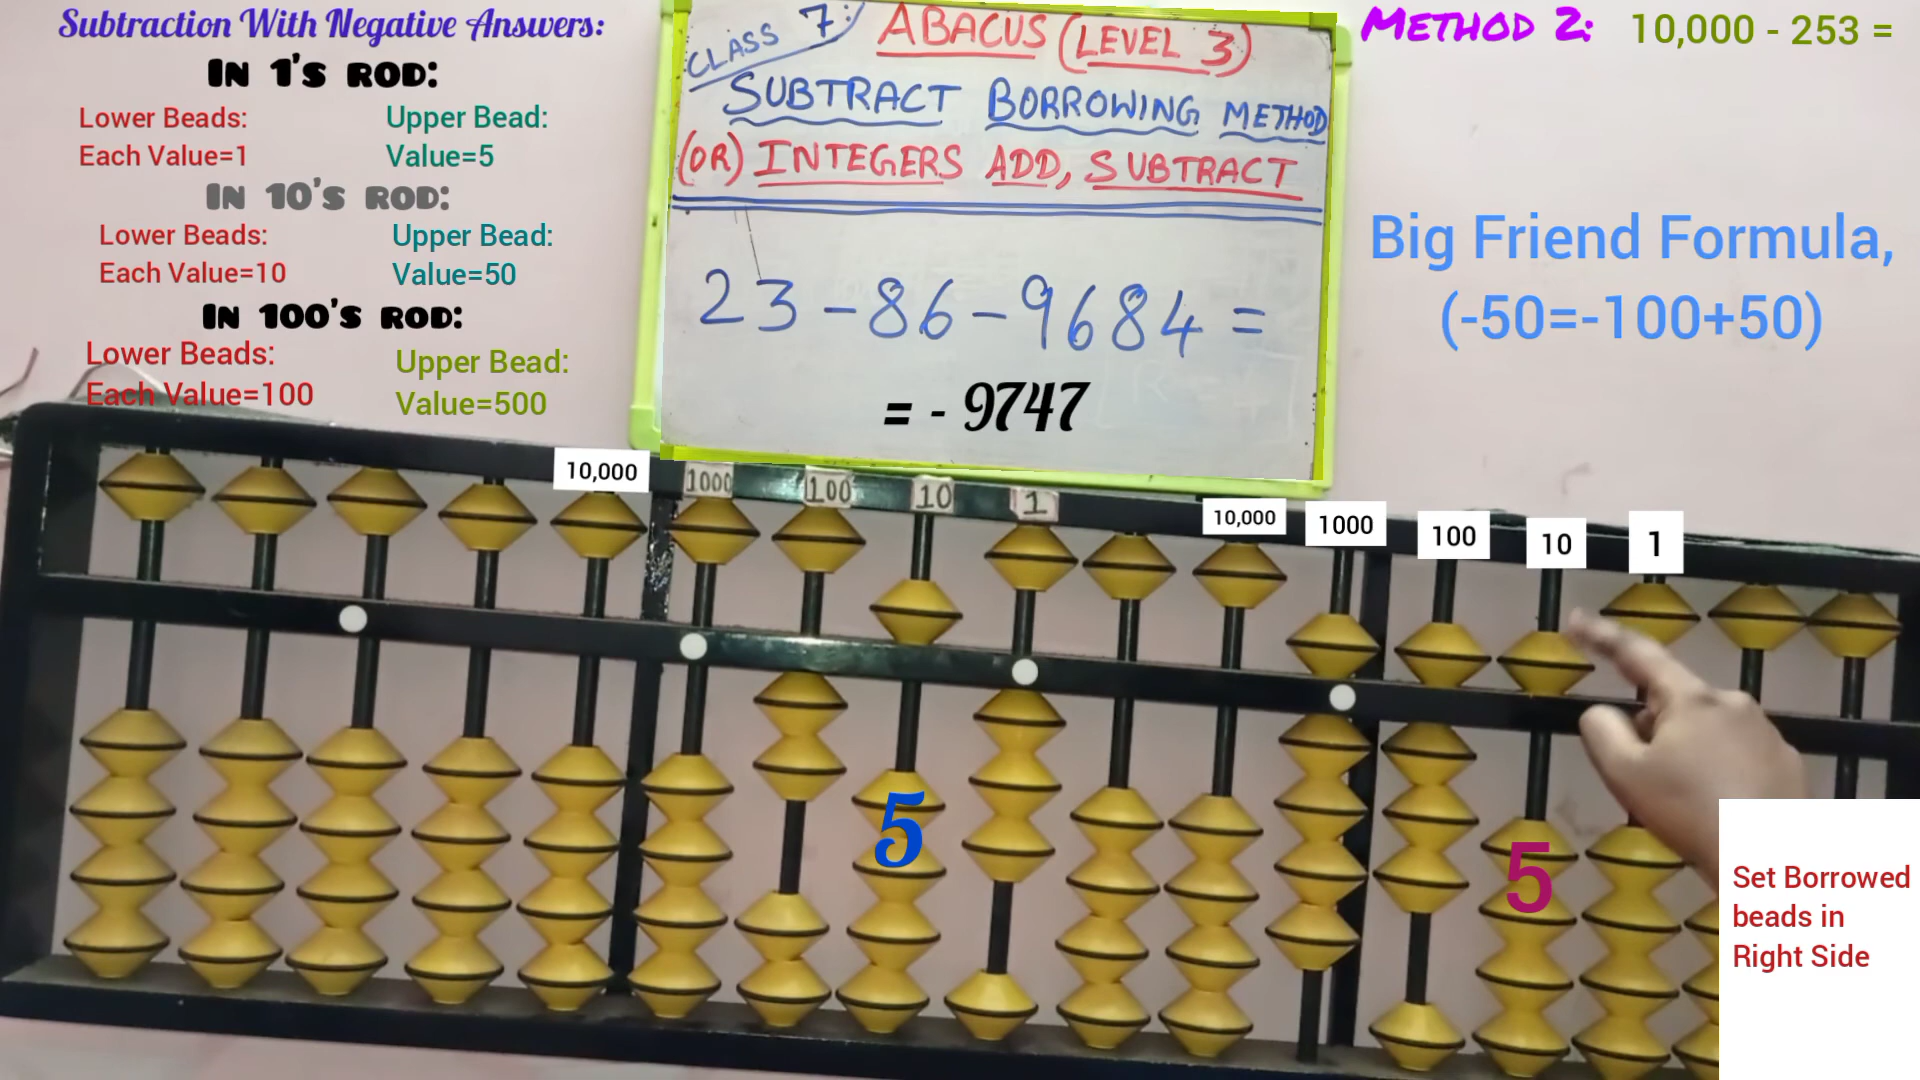 Subtraction With Negative Answers:
In 1's rod:
Lower Beads:
Each Value=1
Upper Bead:
Value=5
In 10's rod:
Lower Beads:
Each Value=10
Upper Bead:
Value=50
In 100's rod:
Lower Beads:
Each Value=100
Upper Bead:
Value=500
CLASS 7:
ABACUS (LEVEL 3)
SUBTRACT BORROWING METHOD
(OR) INTEGERS ADD, SUBTRACT
23-86-9684 =
= - 9747
Method 2: 10,000 - 253 =
Big Friend Formula,
(-50=-100+50)
10,000 1000 100 10 1
10,000 1000 100 10 1
5
5
Set Borrowed
beads in
Right Side